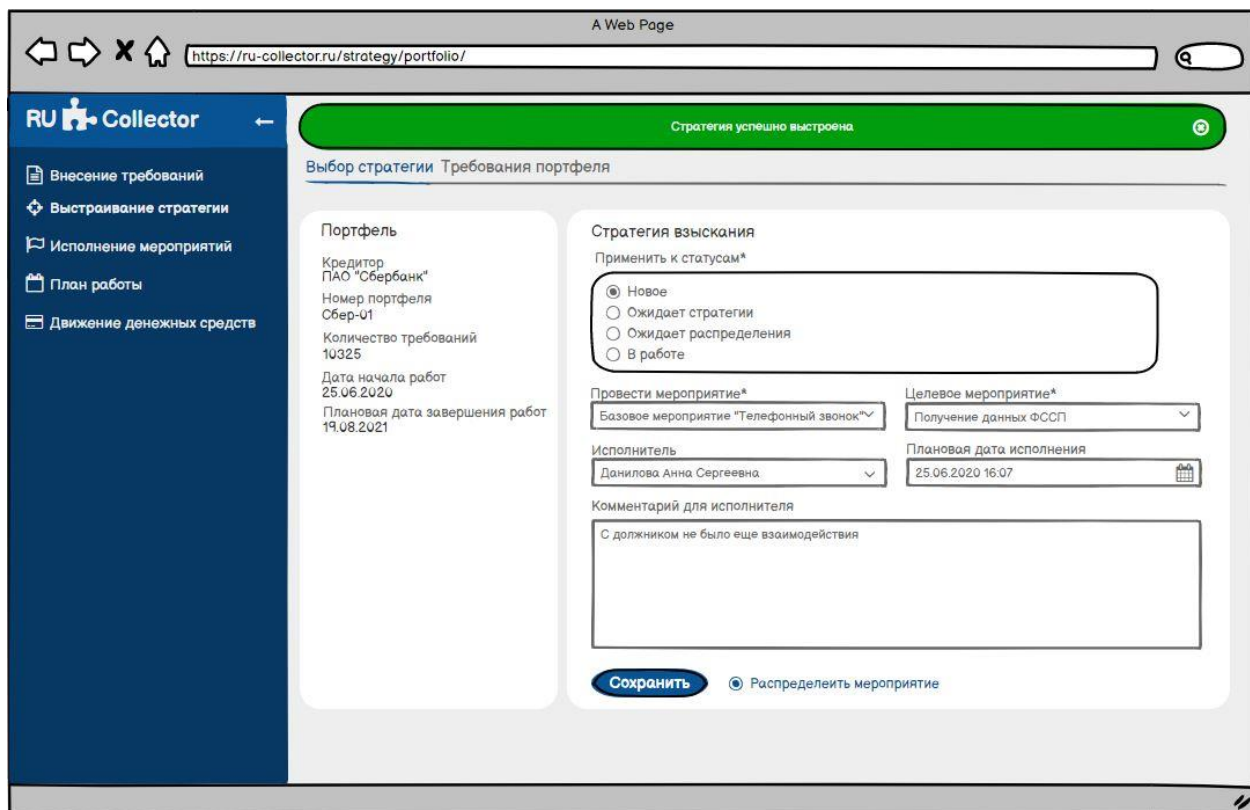 A Web Page
https://ru-collector.ru/strategy/portfolio/
RU Collector
Внесение требований
Выстраивание стратегии
Исполнение мероприятий
План работы
Движение денежных средств
Стратегия успешно выстроена
Выбор стратегии Требования портфеля
Портфель
Кредитор
ПАО "Сбербанк"
Номер портфеля
Сбер-01
Количество требований
10325
Дата начала работ
25.06.2020
Плановая дата завершения работ
19.08.2021
Стратегия взыскания
Применить к статусам*
Новое
Ожидает стратегии
Ожидает распределения
В работе
Провести мероприятие*
Базовое мероприятие "Телефонный звонок"
Целевое мероприятие*
Получение данных ФССП
Исполнитель
Данилова Анна Сергеевна
Плановая дата исполнения
25.06.2020 16:07
Комментарий для исполнителя
С должником не было еще взаимодействия
Сохранить
Распределеить мероприятие